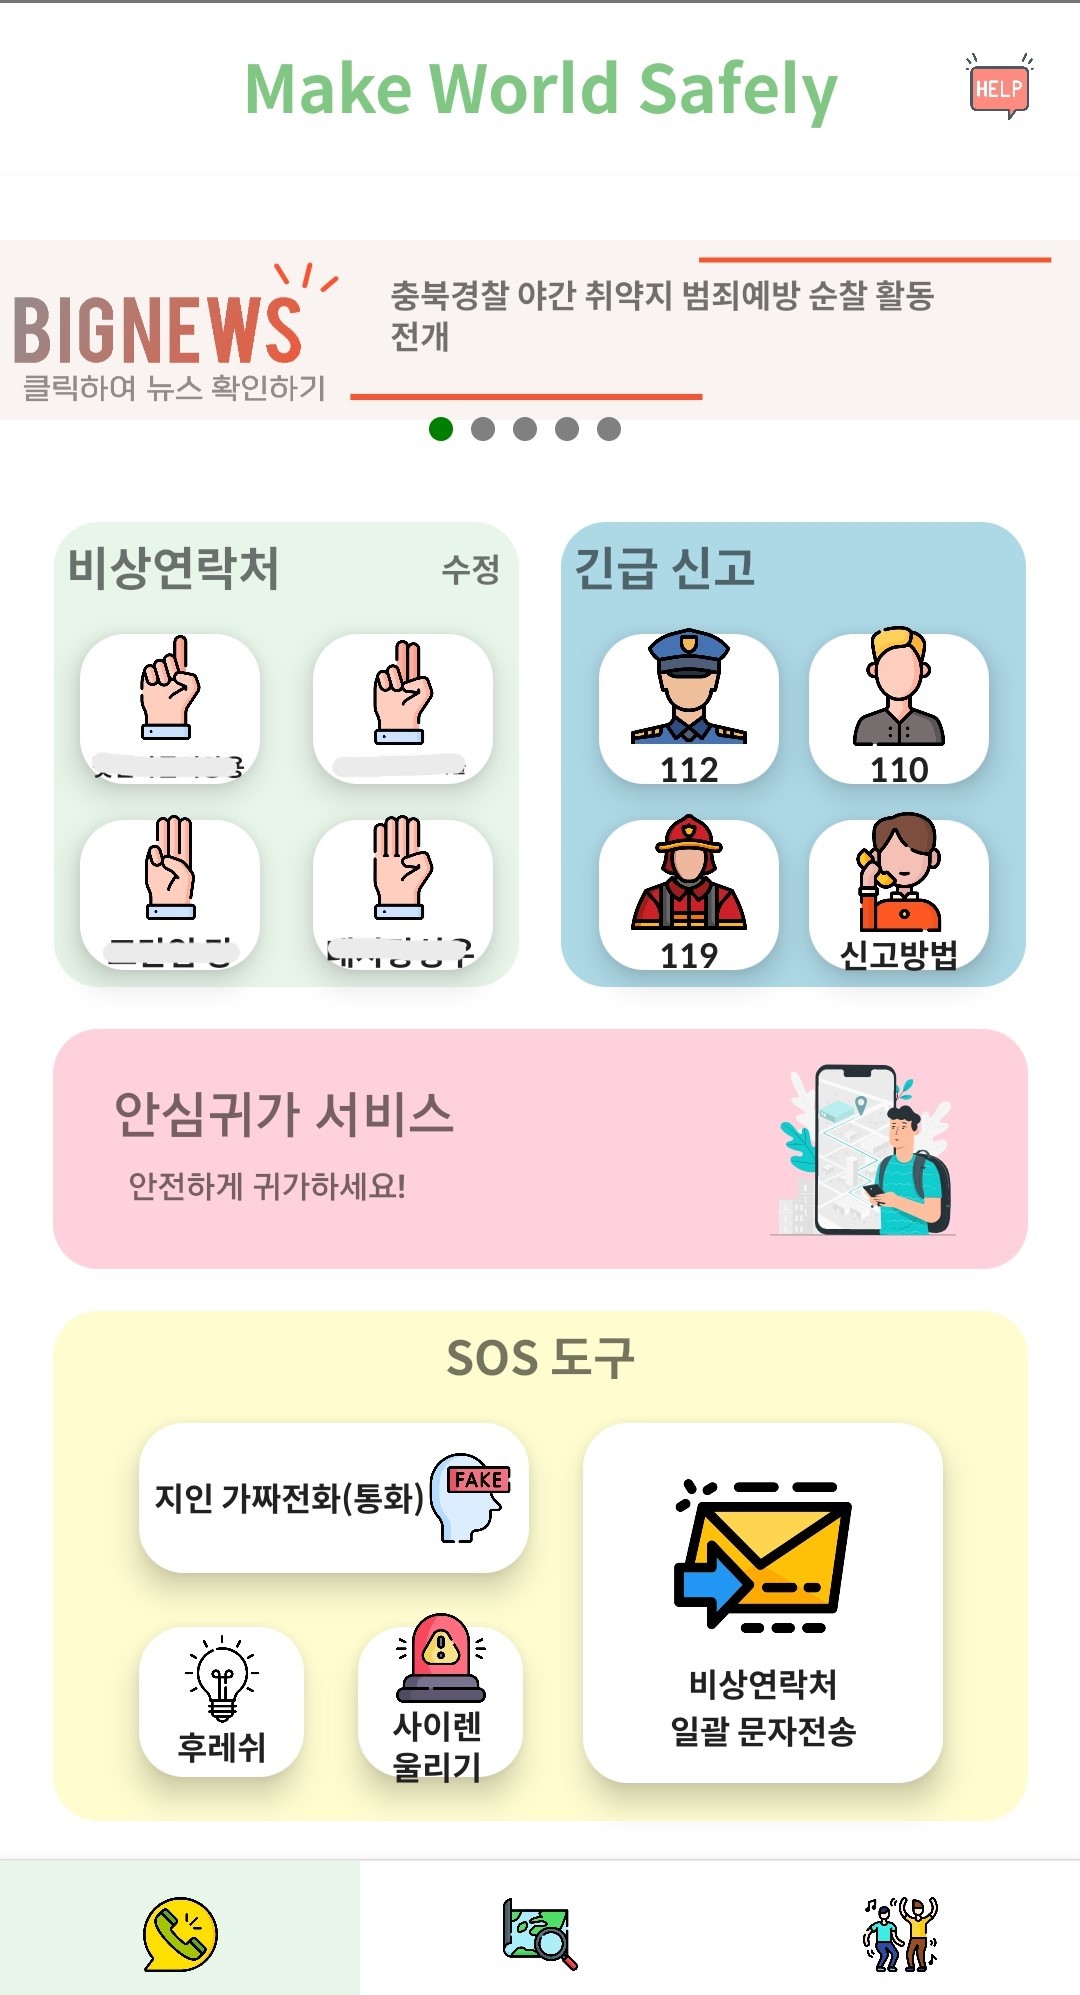 Make World Safely
HELP
BIGNEWS
클릭하여 뉴스 확인하기
충북경찰 야간 취약지 범죄예방 순찰 활동
전개
비상연락처
수정
긴급 신고
112
110
119
신고방법
안심귀가 서비스
안전하게 귀가하세요!
SOS 도구
지인 가짜전화(통화)
FAKE
후레쉬
사이렌
울리기
비상연락처
일괄 문자전송